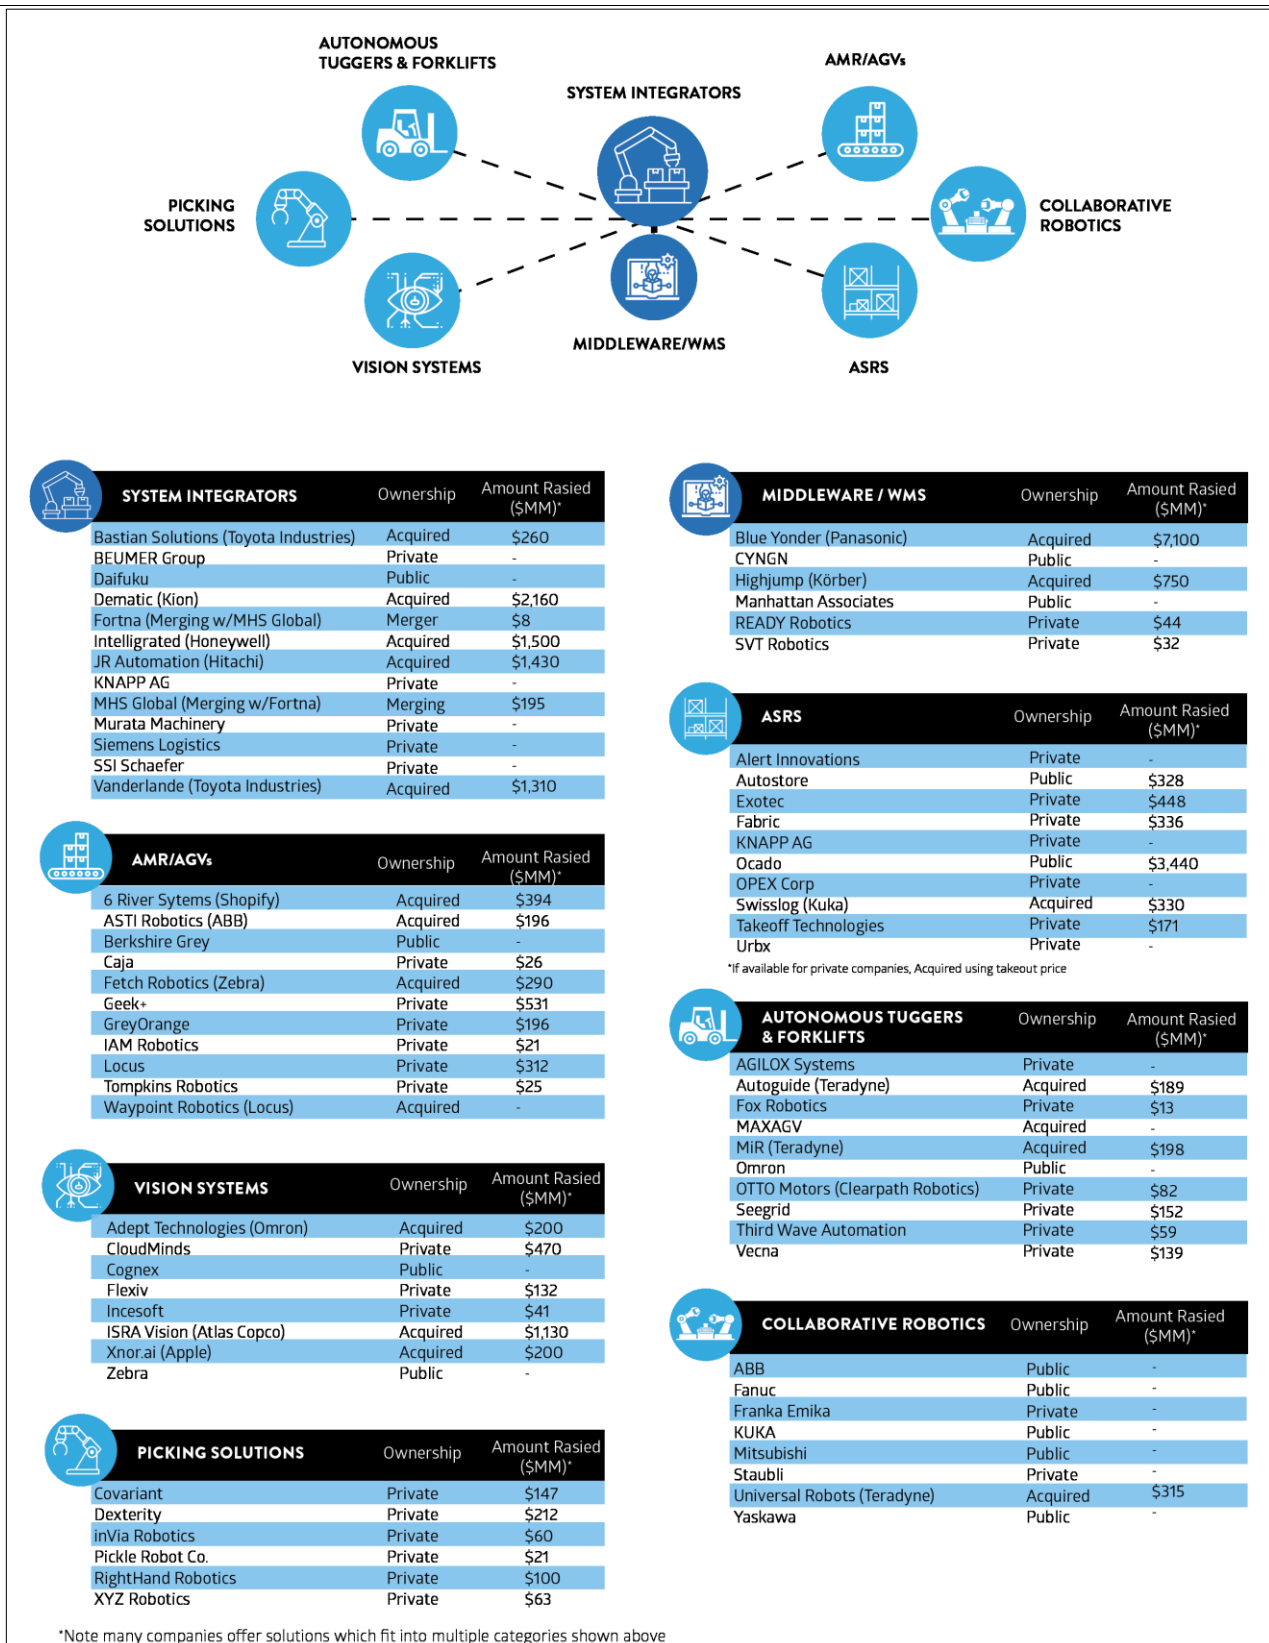 AUTONOMOUS
TUGGERS & FORKLIFTS
AMR/AGVs
SYSTEM INTEGRATORS
PICKING
SOLUTIONS
COLLABORATIVE
ROBOTICS
MIDDLEWARE/WMS
VISION SYSTEMS
ASRS
SYSTEM INTEGRATORS Ownership Amount Rasied
($MM)*
Bastian Solutions (Toyota Industries) Acquired $260
BEUMER Group Private -
Daifuku Public -
Dematic (Kion) Acquired $2,160
Fortna (Merging w/MHS Global) Merger $8
Intelligrated (Honeywell) Acquired $1,500
JR Automation (Hitachi) Acquired $1,430
KNAPP AG Private -
MHS Global (Merging w/Fortna) Merging $195
Murata Machinery Private -
Siemens Logistics Private -
SSI Schaefer Private -
Vanderlande (Toyota Industries) Acquired $1,310
AMR/AGVs Ownership Amount Rasied
($MM)*
6 River Sytems (Shopify) Acquired $394
ASTI Robotics (ABB) Acquired $196
Berkshire Grey Public -
Caja Private $26
Fetch Robotics (Zebra) Acquired $290
Geek+ Private $531
GreyOrange Private $196
IAM Robotics Private $21
Locus Private $312
Tompkins Robotics Private $25
Waypoint Robotics (Locus) Acquired -
VISION SYSTEMS Ownership Amount Rasied
($MM)*
Adept Technologies (Omron) Acquired $200
CloudMinds Private $470
Cognex Public -
Flexiv Private $132
Incesoft Private $41
ISRA Vision (Atlas Copco) Acquired $1,130
Xnor.ai (Apple) Acquired $200
Zebra Public -
PICKING SOLUTIONS Ownership Amount Rasied
($MM)*
Covariant Private $147
Dexterity Private $212
inVia Robotics Private $60
Pickle Robot Co. Private $21
RightHand Robotics Private $100
XYZ Robotics Private $63
*Note many companies offer solutions which fit into multiple categories shown above
MIDDLEWARE / WMS Ownership Amount Rasied
($MM)*
Blue Yonder (Panasonic) Acquired $7,100
CYNGN Public -
Highjump (Körber) Acquired $750
Manhattan Associates Public -
READY Robotics Private $44
SVT Robotics Private $32
ASRS Ownership Amount Rasied
($MM)*
Alert Innovations Private -
Autostore Public $328
Exotec Private $448
Fabric Private $336
KNAPP AG Private -
Ocado Public $3,440
OPEX Corp Private -
Swisslog (Kuka) Acquired $330
Takeoff Technologies Private $171
Urbx Private -
*If available for private companies, Acquired using takeout price
AUTONOMOUS TUGGERS Ownership Amount Rasied
& FORKLIFTS ($MM)*
AGILOX Systems Private -
Autoguide (Teradyne) Acquired $189
Fox Robotics Private $13
MAXAGV Acquired -
MiR (Teradyne) Acquired $198
Omron Public -
OTTO Motors (Clearpath Robotics) Private $82
Seegrid Private $152
Third Wave Automation Private $59
Vecna Private $139
COLLABORATIVE ROBOTICS Ownership Amount Rasied
($MM)*
ABB Public -
Fanuc Public -
Franka Emika Private -
KUKA Public -
Mitsubishi Public -
Staubli Private -
Universal Robots (Teradyne) Acquired $315
Yaskawa Public -